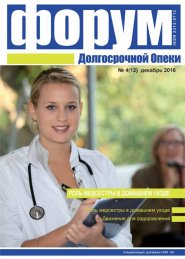 форум
Долгосрочной Опеки
№ 4(12) декабрь 2016
РОЛЬ МЕДСЕСТРЫ В ДОМАШНЕМ УХОДЕ
Роль медсестры в домашнем уходе
Движение для оздоровления